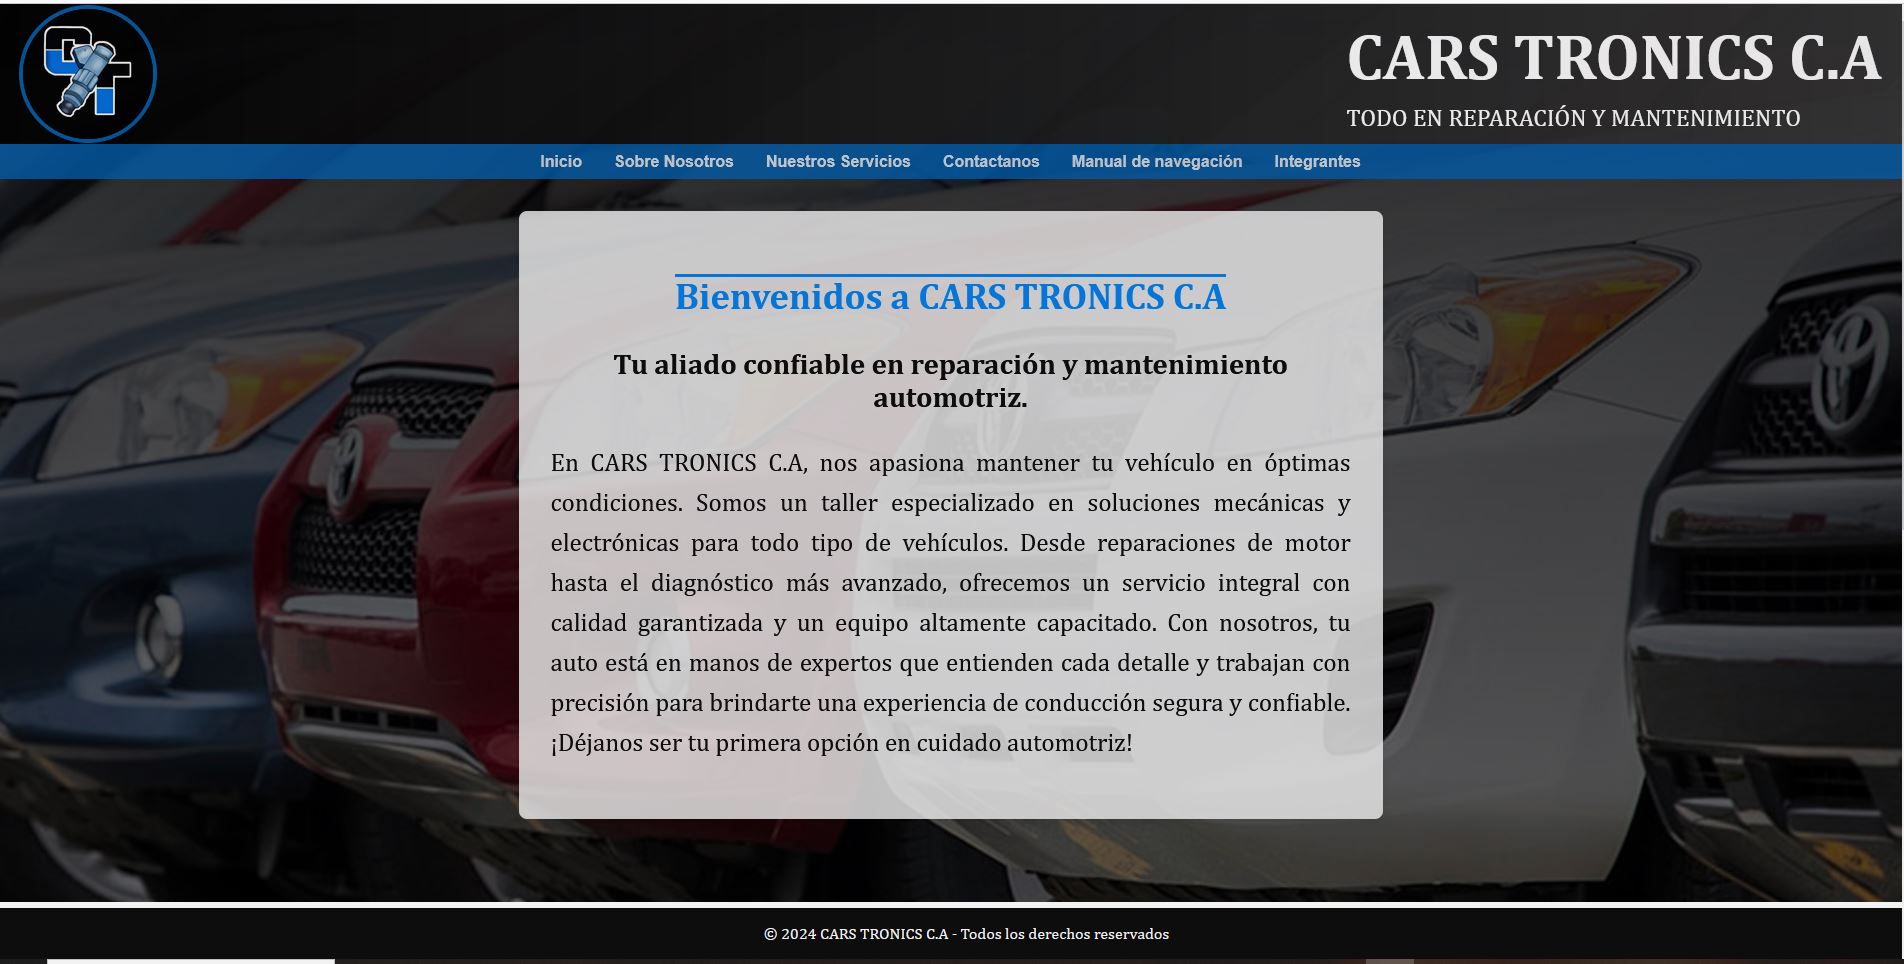 CARS TRONICS C.A
TODO EN REPARACIÓN Y MANTENIMIENTO
Inicio Sobre Nosotros Nuestros Servicios Contactanos Manual de navegación Integrantes
Bienvenidos a CARS TRONICS C.A
Tu aliado confiable en reparación y mantenimiento
automotriz.
En CARS TRONICS C.A, nos apasiona mantener tu vehículo en óptimas
condiciones. Somos un taller especializado en soluciones mecánicas y
electrónicas para todo tipo de vehículos. Desde reparaciones de motor
hasta el diagnóstico más avanzado, ofrecemos un servicio integral con
calidad garantizada y un equipo altamente capacitado. Con nosotros, tu
auto está en manos de expertos que entienden cada detalle y trabajan con
precisión para brindarte una experiencia de conducción segura y confiable.
¡Déjanos ser tu primera opción en cuidado automotriz!
© 2024 CARS TRONICS C.A - Todos los derechos reservados